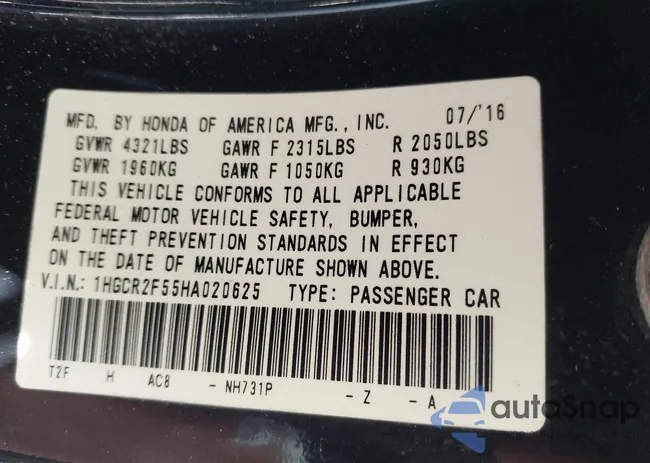 MFD. BY HONDA OF AMERICA MFG., INC. 07/'16
GVWR 4321LBS GAWR F 2315LBS R 2050LBS
GVWR 1960KG GAWR F 1050KG R 930KG
THIS VEHICLE CONFORMS TO ALL APPLICABLE
FEDERAL MOTOR VEHICLE SAFETY, BUMPER,
AND THEFT PREVENTION STANDARDS IN EFFECT
ON THE DATE OF MANUFACTURE SHOWN ABOVE.
V.I.N.: 1HGCR2F55HA020625 TYPE: PASSENGER CAR
T2F H AC8 - NH731P - Z - A
autoSnap